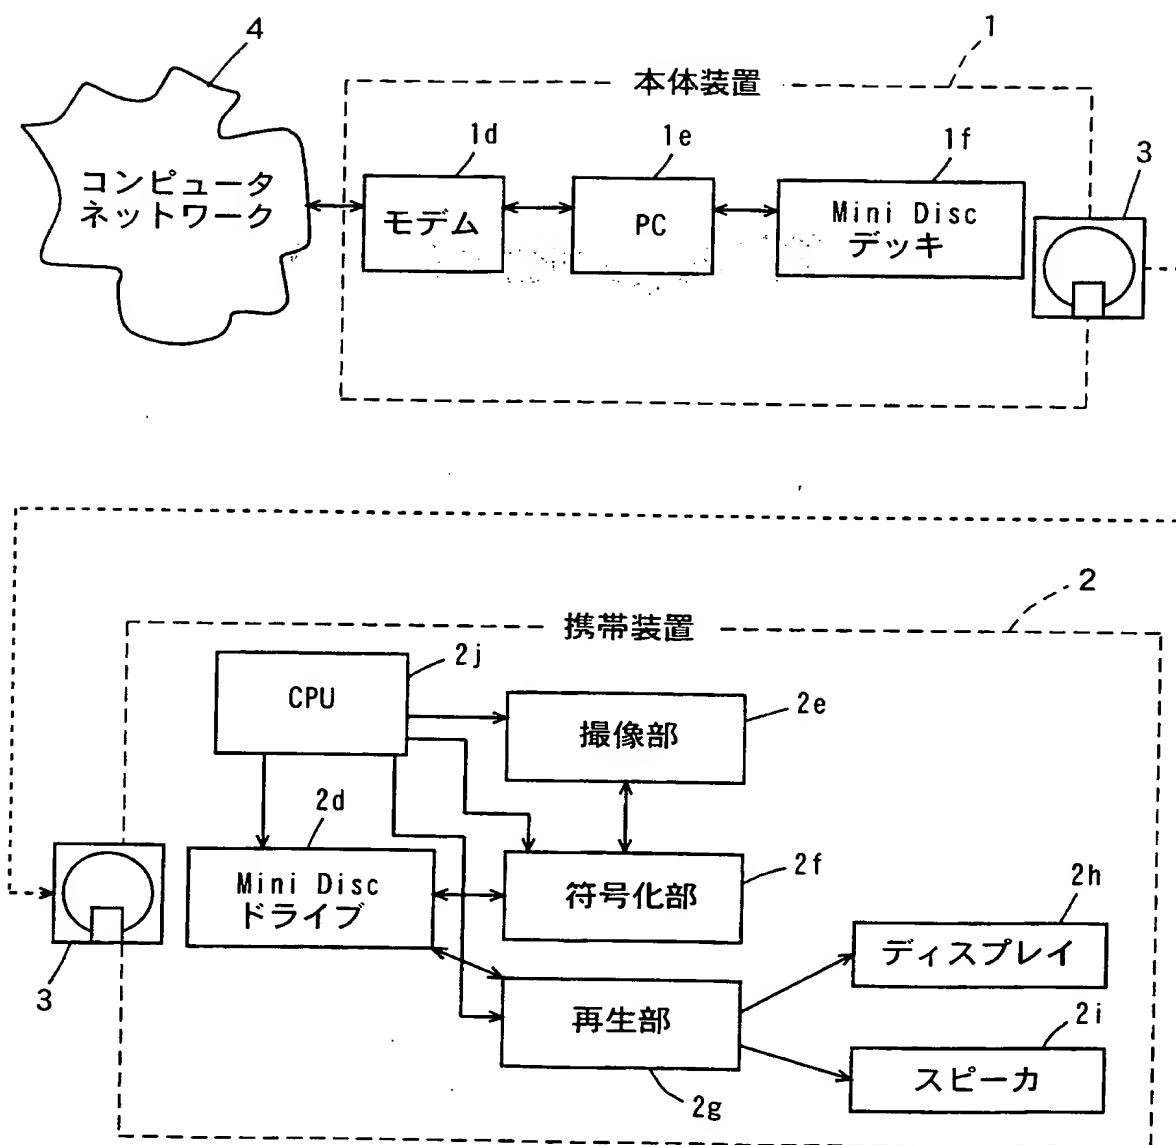 4
1
本体装置
1d
1e
1f
3
コンピュータ
ネットワーク
モデム
PC
Mini Disc
デッキ
2
携帯装置
2j
CPU
2e
撮像部
2d
Mini Disc
ドライブ
符号化部
2f
2h
ディスプレイ
3
再生部
2i
スピーカ
2g